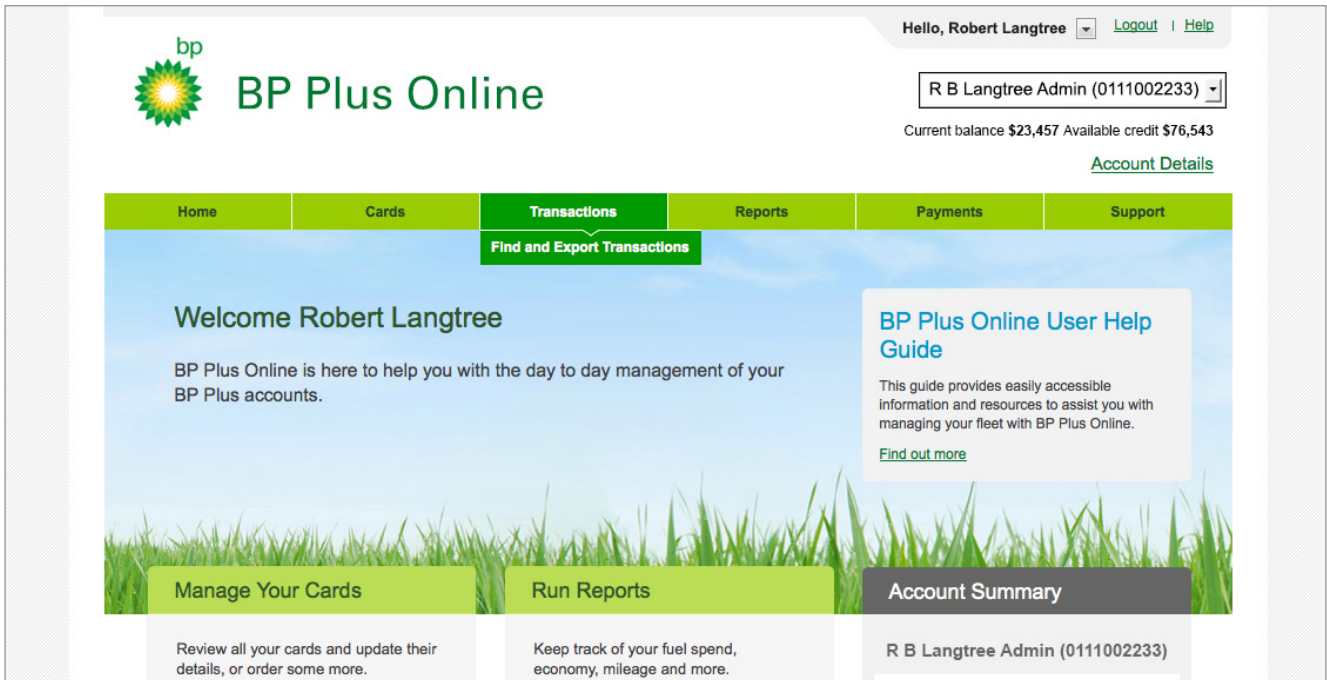 Hello, Robert Langtree
Logout | Help
bp
BP Plus Online
R B Langtree Admin (0111002233)
Current balance $23,457 Available credit $76,543
Account Details
Home Cards Transactions Reports Payments Support
Find and Export Transactions
Welcome Robert Langtree
BP Plus Online is here to help you with the day to day management of your
BP Plus accounts.
BP Plus Online User Help
Guide
This guide provides easily accessible
information and resources to assist you with
managing your fleet with BP Plus Online.
Find out more
Manage Your Cards
Review all your cards and update their
details, or order some more.
Run Reports
Keep track of your fuel spend,
economy, mileage and more.
Account Summary
R B Langtree Admin (0111002233)